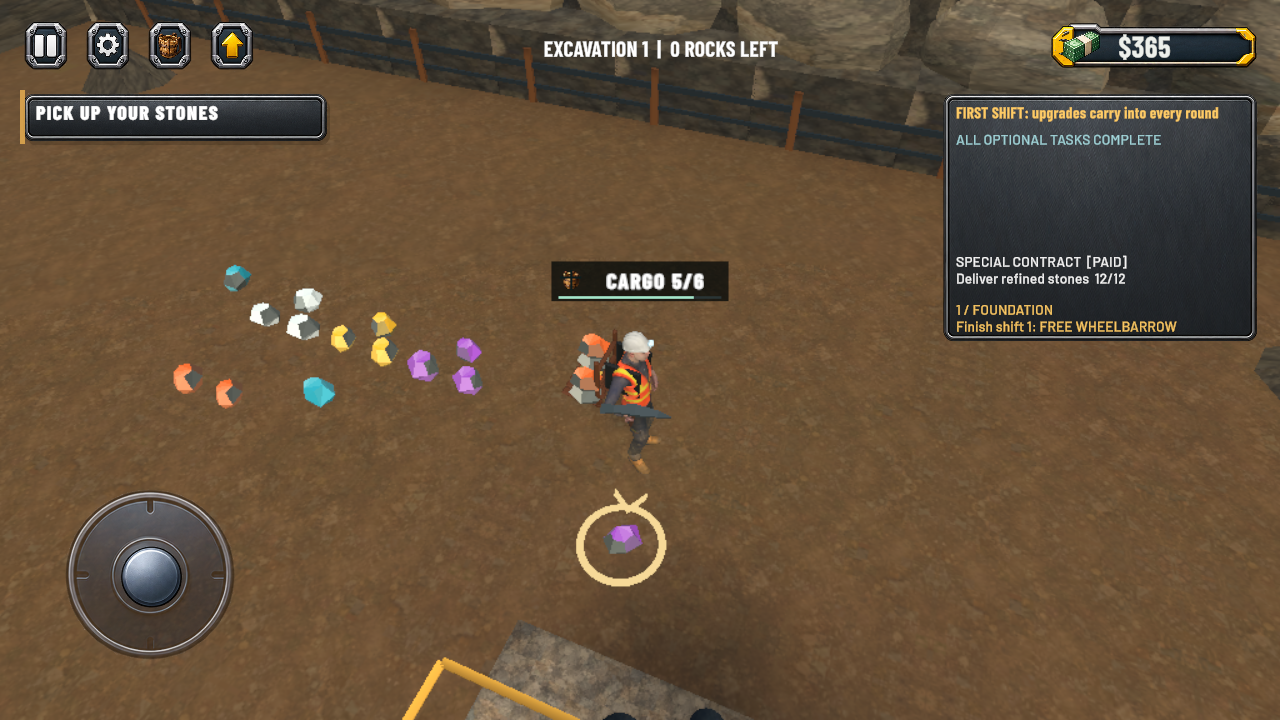 EXCAVATION 1 | 0 ROCKS LEFT
$365
PICK UP YOUR STONES
FIRST SHIFT: upgrades carry into every round
ALL OPTIONAL TASKS COMPLETE
CARGO 5/6
SPECIAL CONTRACT [PAID]
Deliver refined stones 12/12
1 / FOUNDATION
Finish shift 1: FREE WHEELBARROW